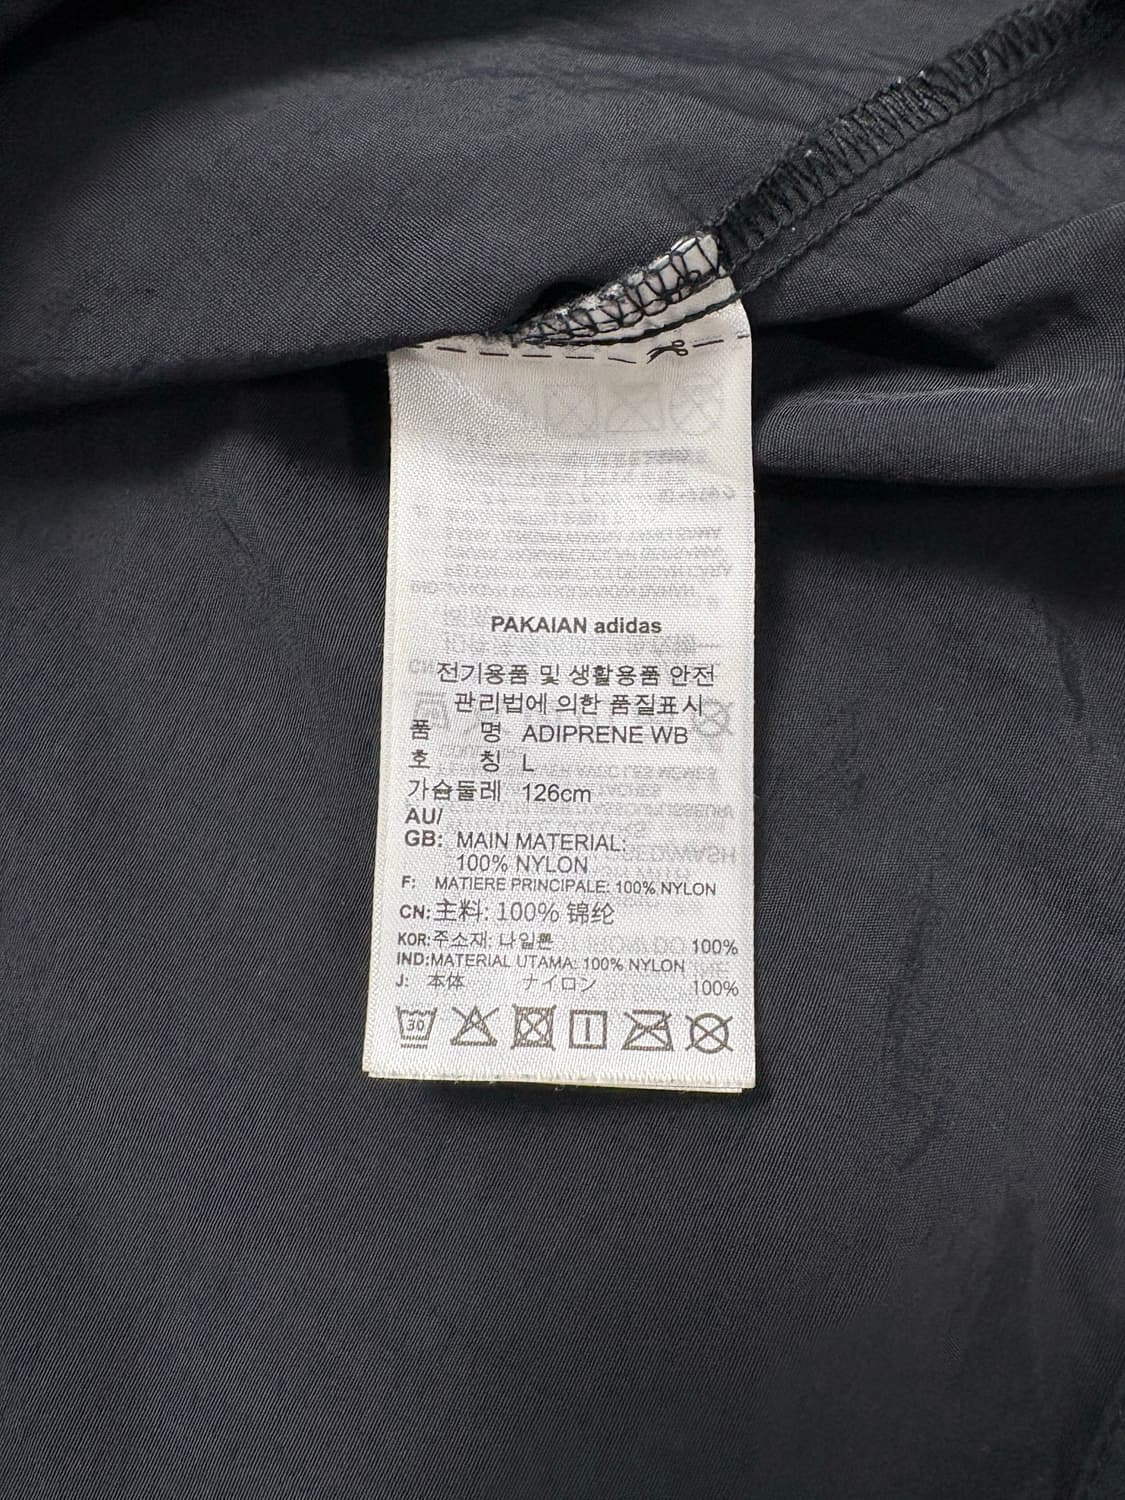 PAKAIAN adidas
전기용품 및 생활용품 안전
관리법에 의한 품질표시
품 명 ADIPRENE WB
호 칭 L
가슴둘레 126cm
AU/
GB: MAIN MATERIAL:
100% NYLON
F: MATIERE PRINCIPALE: 100% NYLON
CN: 主料: 100% 锦纶
KOR: 주소재: 나일론 100%
IND: MATERIAL UTAMA: 100% NYLON
J: 本体 ナイロン 100%
30